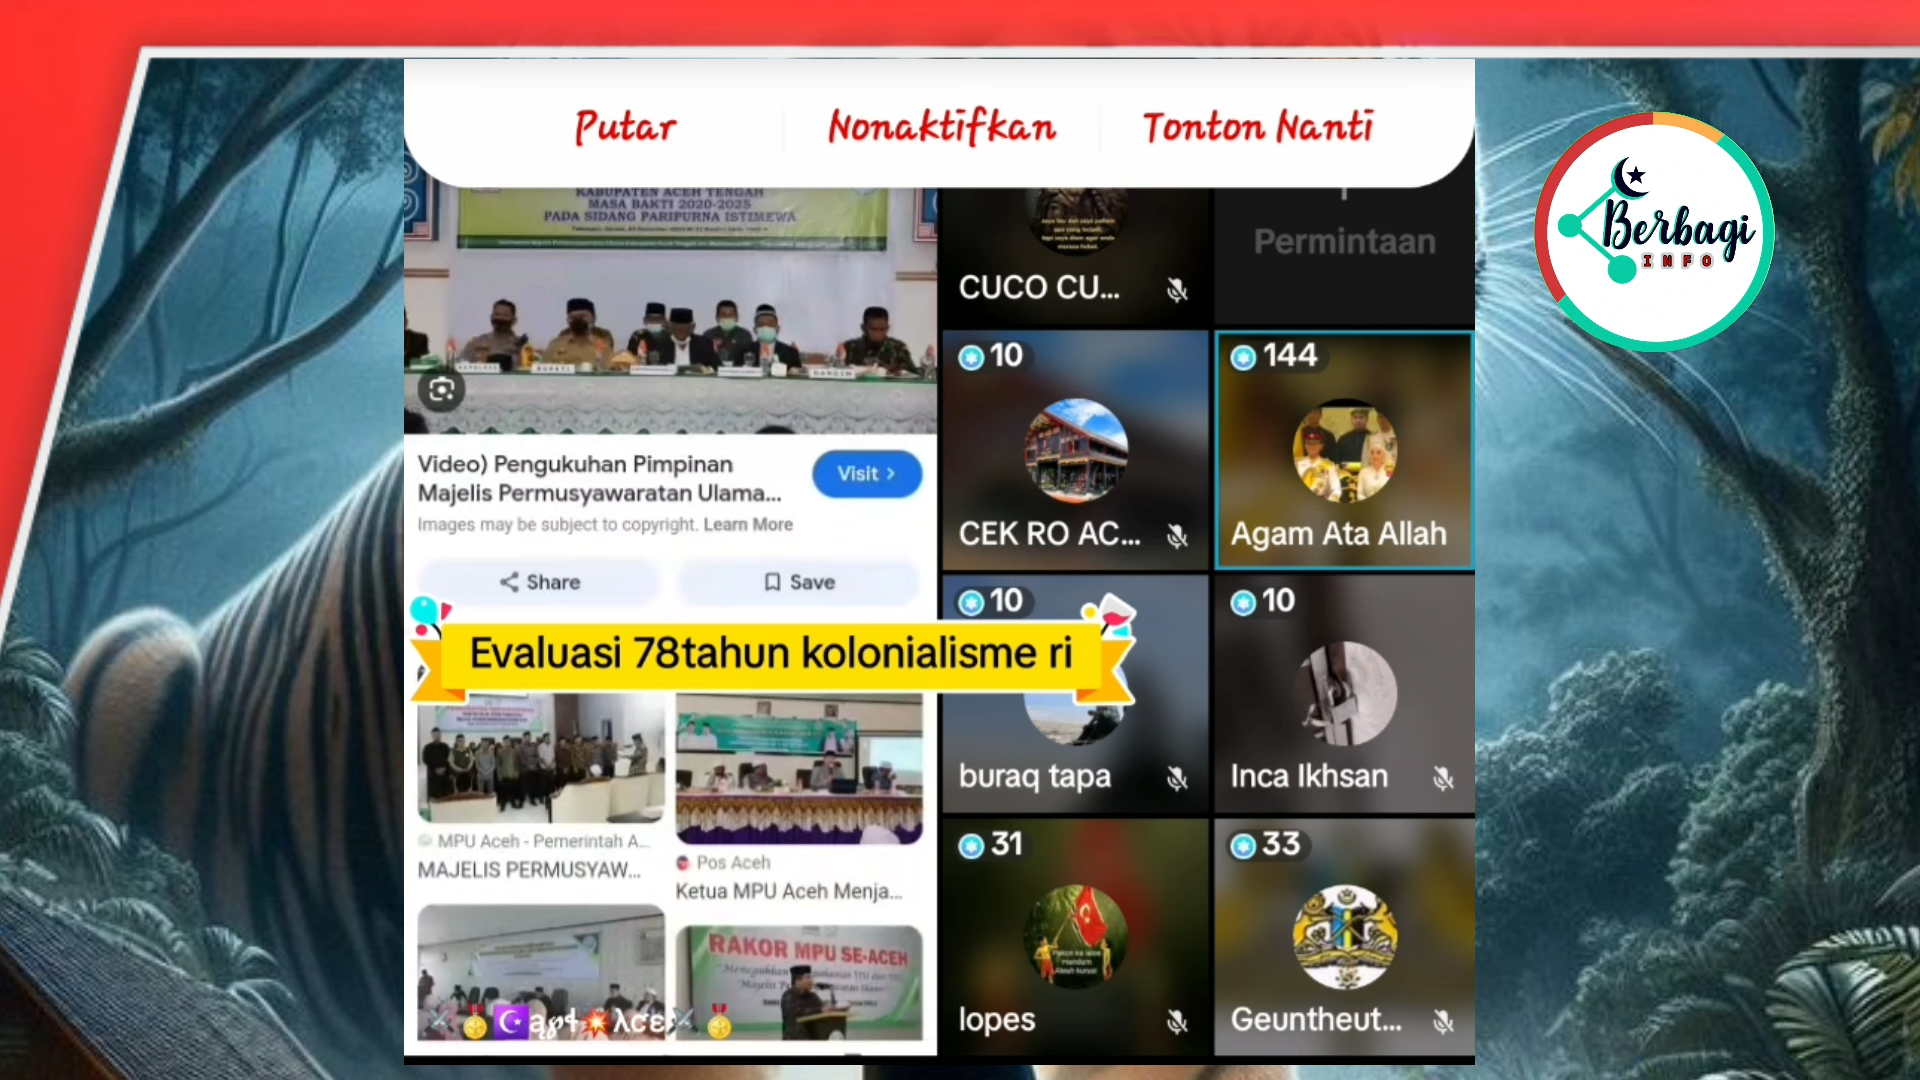 Putar
Nonaktifkan
Tonton Nanti
KABUPATEN ACEH TENGAH
MASA BAKTI 2020-2025
PADA SIDANG PARIPURNA ISTIMEWA
Berbagi
INFO
Permintaan
CUCO CU...
10
144
CEK RO AC...
Agam Ata Allah
Video) Pengukuhan Pimpinan
Majelis Permusyawaratan Ulama...
Visit >
Images may be subject to copyright. Learn More
Share
Save
Evaluasi 78tahun kolonialisme ri
10
10
buraq tapa
Inca Ikhsan
MPU Aceh - Pemerintah A...
MAJELIS PERMUSYAW...
Pos Aceh
Ketua MPU Aceh Menja...
RAKOR MPU SE-ACEH
31
33
lopes
Geuntheut...